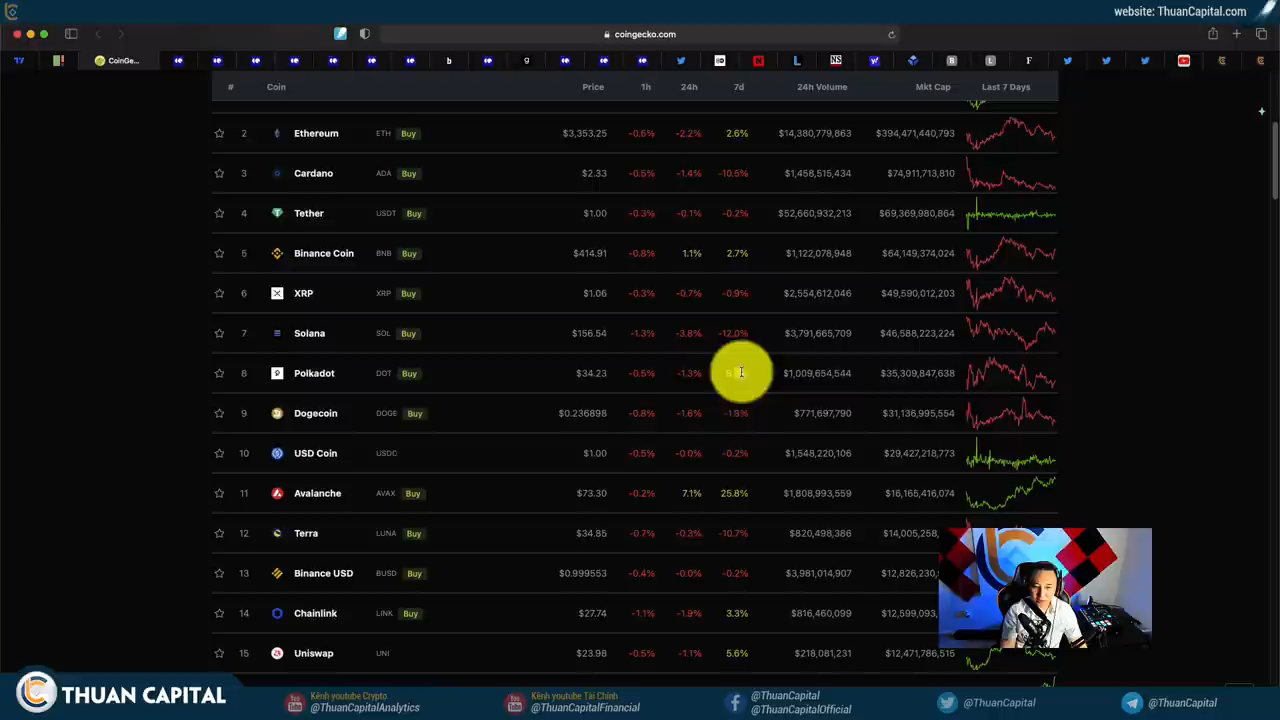 website: ThuanCapital.com
coingecko.com
CoinGe...
# Coin Price 1h 24h 7d 24h Volume Mkt Cap Last 7 Days
2 Ethereum ETH Buy $3,353.25 -0.6% -2.2% 2.6% $14,380,779,863 $394,471,440,793
3 Cardano ADA Buy $2.33 -0.5% -1.4% -10.5% $1,458,515,434 $74,911,713,810
4 Tether USDT Buy $1.00 -0.3% -0.1% -0.2% $52,660,932,213 $69,369,980,864
5 Binance Coin BNB Buy $414.91 -0.8% 1.1% 2.7% $1,122,078,948 $64,149,374,024
6 XRP XRP Buy $1.06 -0.3% -0.7% -0.9% $2,554,612,046 $49,590,012,203
7 Solana SOL Buy $156.54 -1.3% -3.8% -12.0% $3,791,665,709 $46,588,223,224
8 Polkadot DOT Buy $34.23 -0.5% -1.3% $1,009,654,544 $35,309,847,638
9 Dogecoin DOGE Buy $0.236898 -0.8% -1.6% $771,697,790 $31,136,995,554
10 USD Coin USDC $1.00 -0.5% -0.0% -0.2% $1,548,220,106 $29,427,218,773
11 Avalanche AVAX Buy $73.30 -0.2% 7.1% 25.8% $1,808,993,559 $16,165,416,074
12 Terra LUNA Buy $34.85 -0.7% -0.3% -10.7% $820,498,386 $14,005,258,
13 Binance USD BUSD Buy $0.999553 -0.4% -0.0% -0.2% $3,981,014,907 $12,826,230,
14 Chainlink LINK Buy $27.74 -1.1% -1.9% 3.3% $816,460,099 $12,599,093,
15 Uniswap UNI $23.98 -0.5% -1.1% 5.6% $218,081,231 $12,471,786,515
THUAN CAPITAL
Kênh youtube Crypto
@ThuanCapitalAnalytics
Kênh youtube Tài Chính
@ThuanCapitalFinancial
@ThuanCapital
@ThuanCapitalOfficial
@ThuanCapital
@ThuanCapital